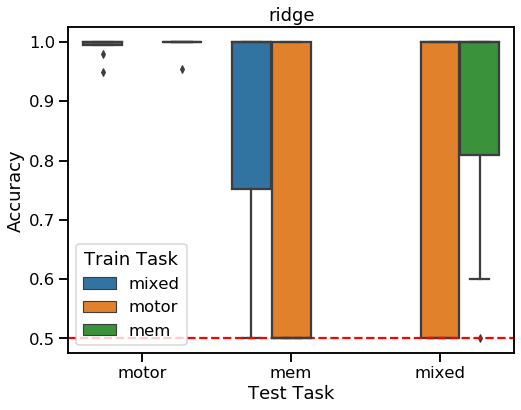 ridge
1.0
0.9
0.8
0.7
0.6
0.5
Accuracy
Train Task
mixed
motor
mem
motor mem mixed
Test Task